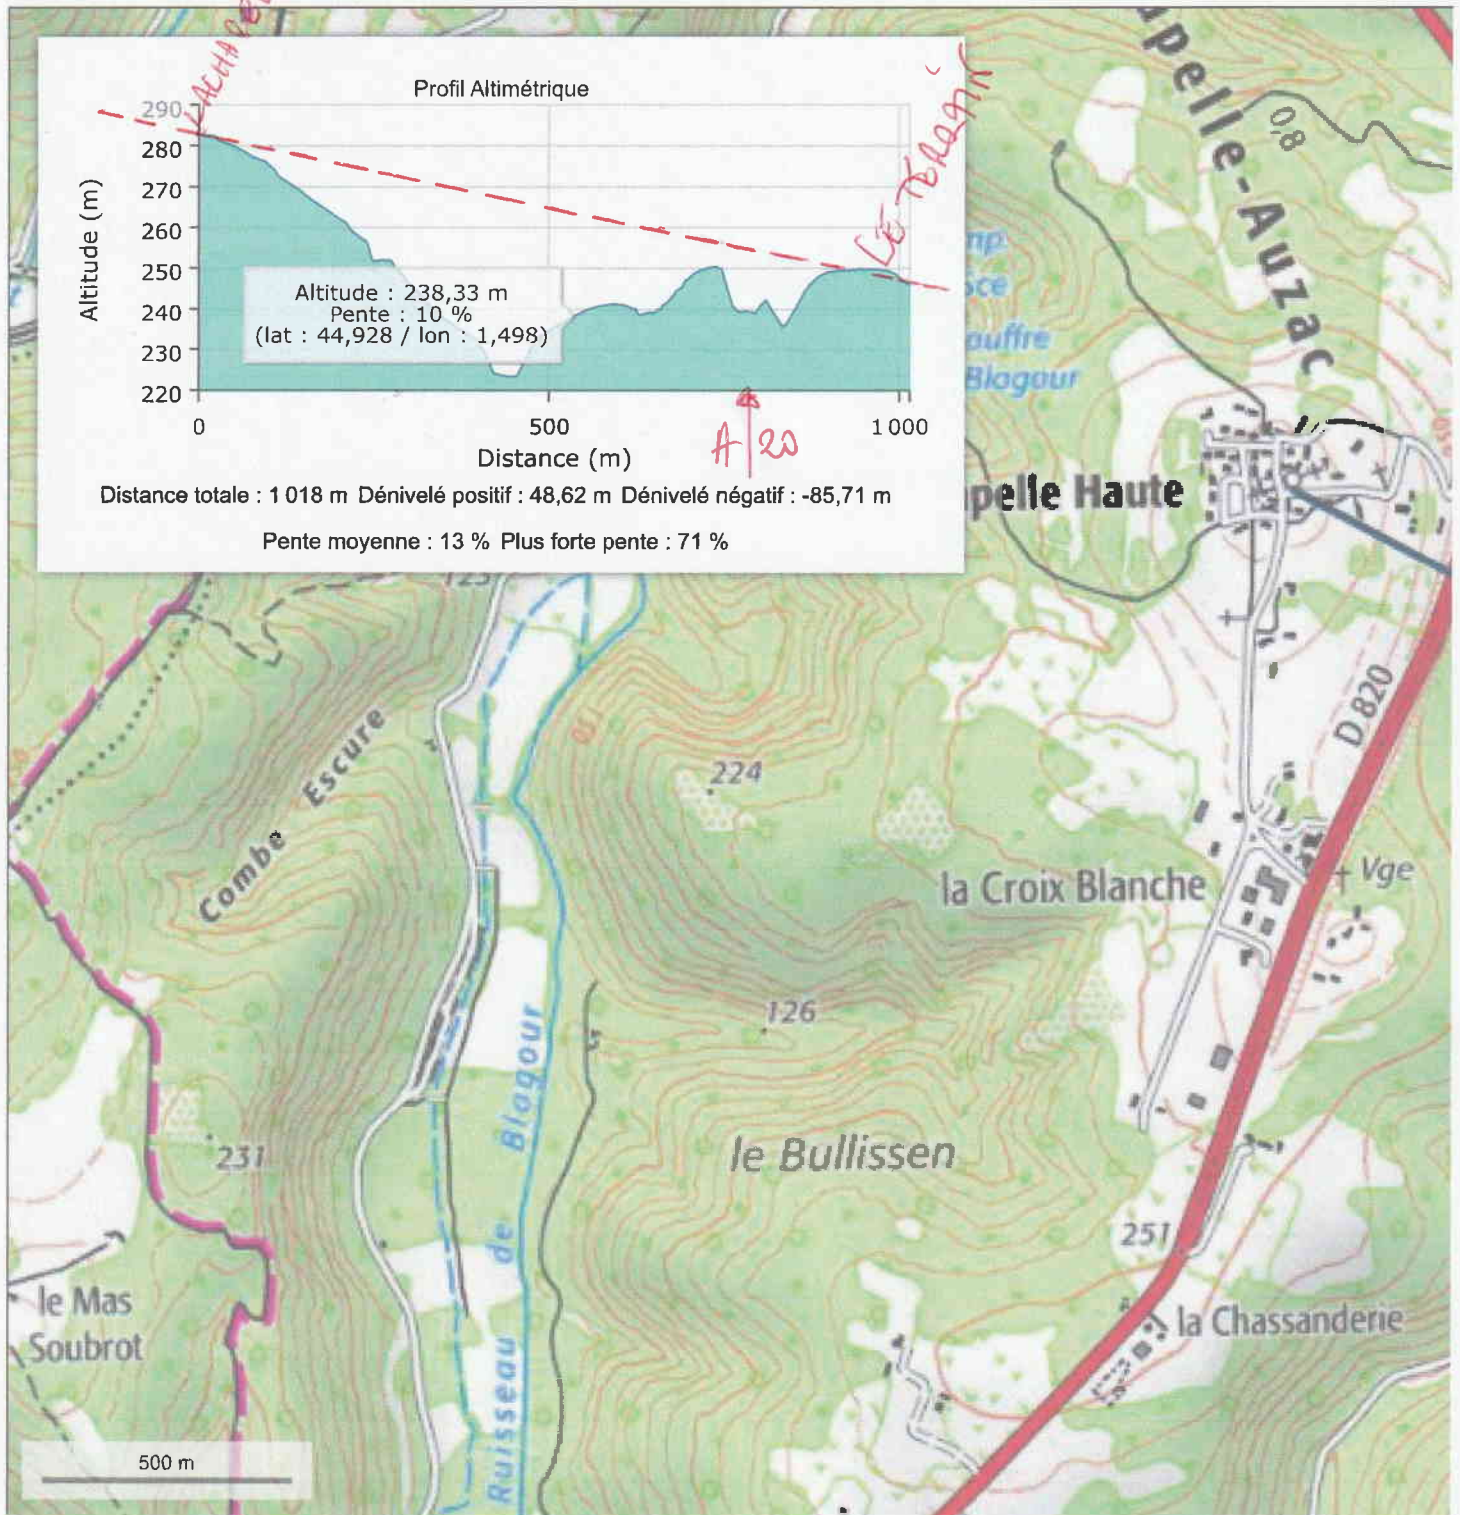 Profil Altimétrique
290
280
270
260
250
240
230
220
Altitude (m)
Altitude : 238,33 m
Pente : 10 %
(lat : 44,928 / lon : 1,498)
0
500
1 000
Distance (m)
A 20
Distance totale : 1 018 m Dénivelé positif : 48,62 m Dénivelé négatif : -85,71 m
Pente moyenne : 13 % Plus forte pente : 71 %
pelle-Auzac
0,8
auffre
Blagour
pelle Haute
D 820
Combe Escure
224
la Croix Blanche
Vge
126
le Bullissen
231
251
le Mas
Soubrot
la Chassanderie
Ruisseau de Blagour
500 m